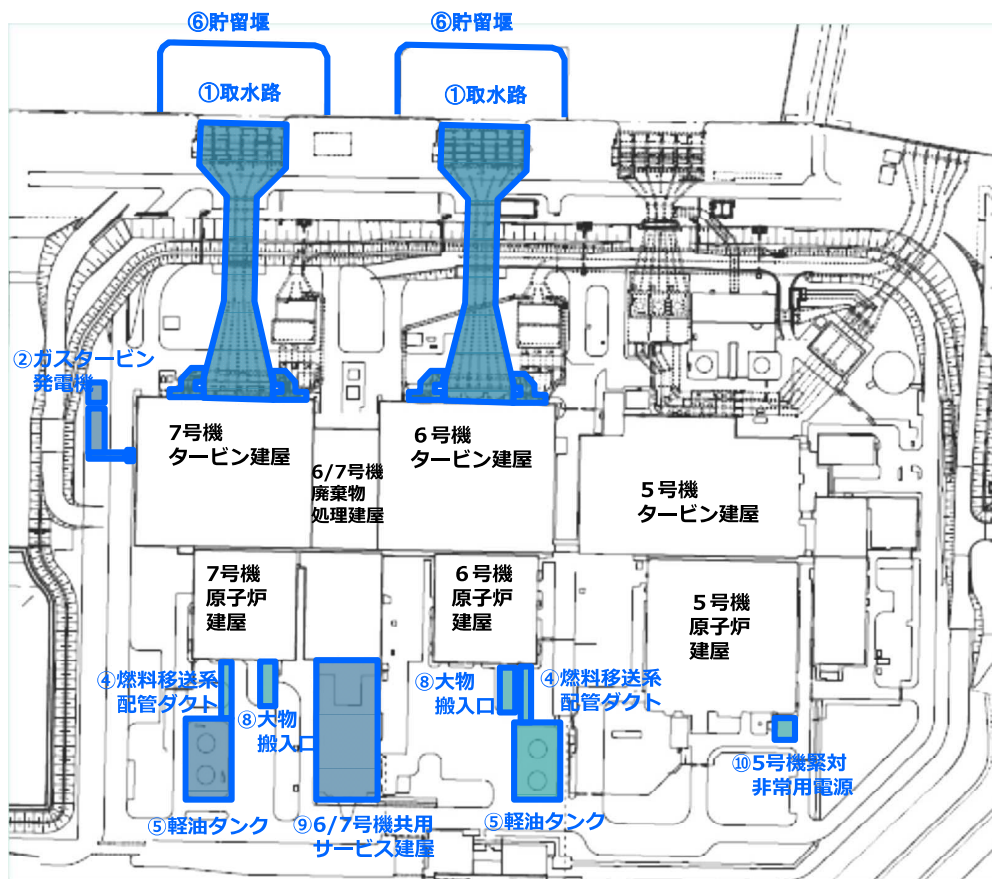 ⑥貯留堰
⑥貯留堰
①取水路
①取水路
②ガスタービン
発電機
7号機
タービン建屋
6/7号機
廃棄物
処理建屋
６号機
タービン建屋
５号機
タービン建屋
7号機
原子炉
建屋
６号機
原子炉
建屋
５号機
原子炉
建屋
④燃料移送系
配管ダクト
⑧大物
搬入口
⑧大物
搬入口
④燃料移送系
配管ダクト
⑩5号機緊対
非常用電源
⑤軽油タンク
⑨6/7号機共用
サービス建屋
⑤軽油タンク